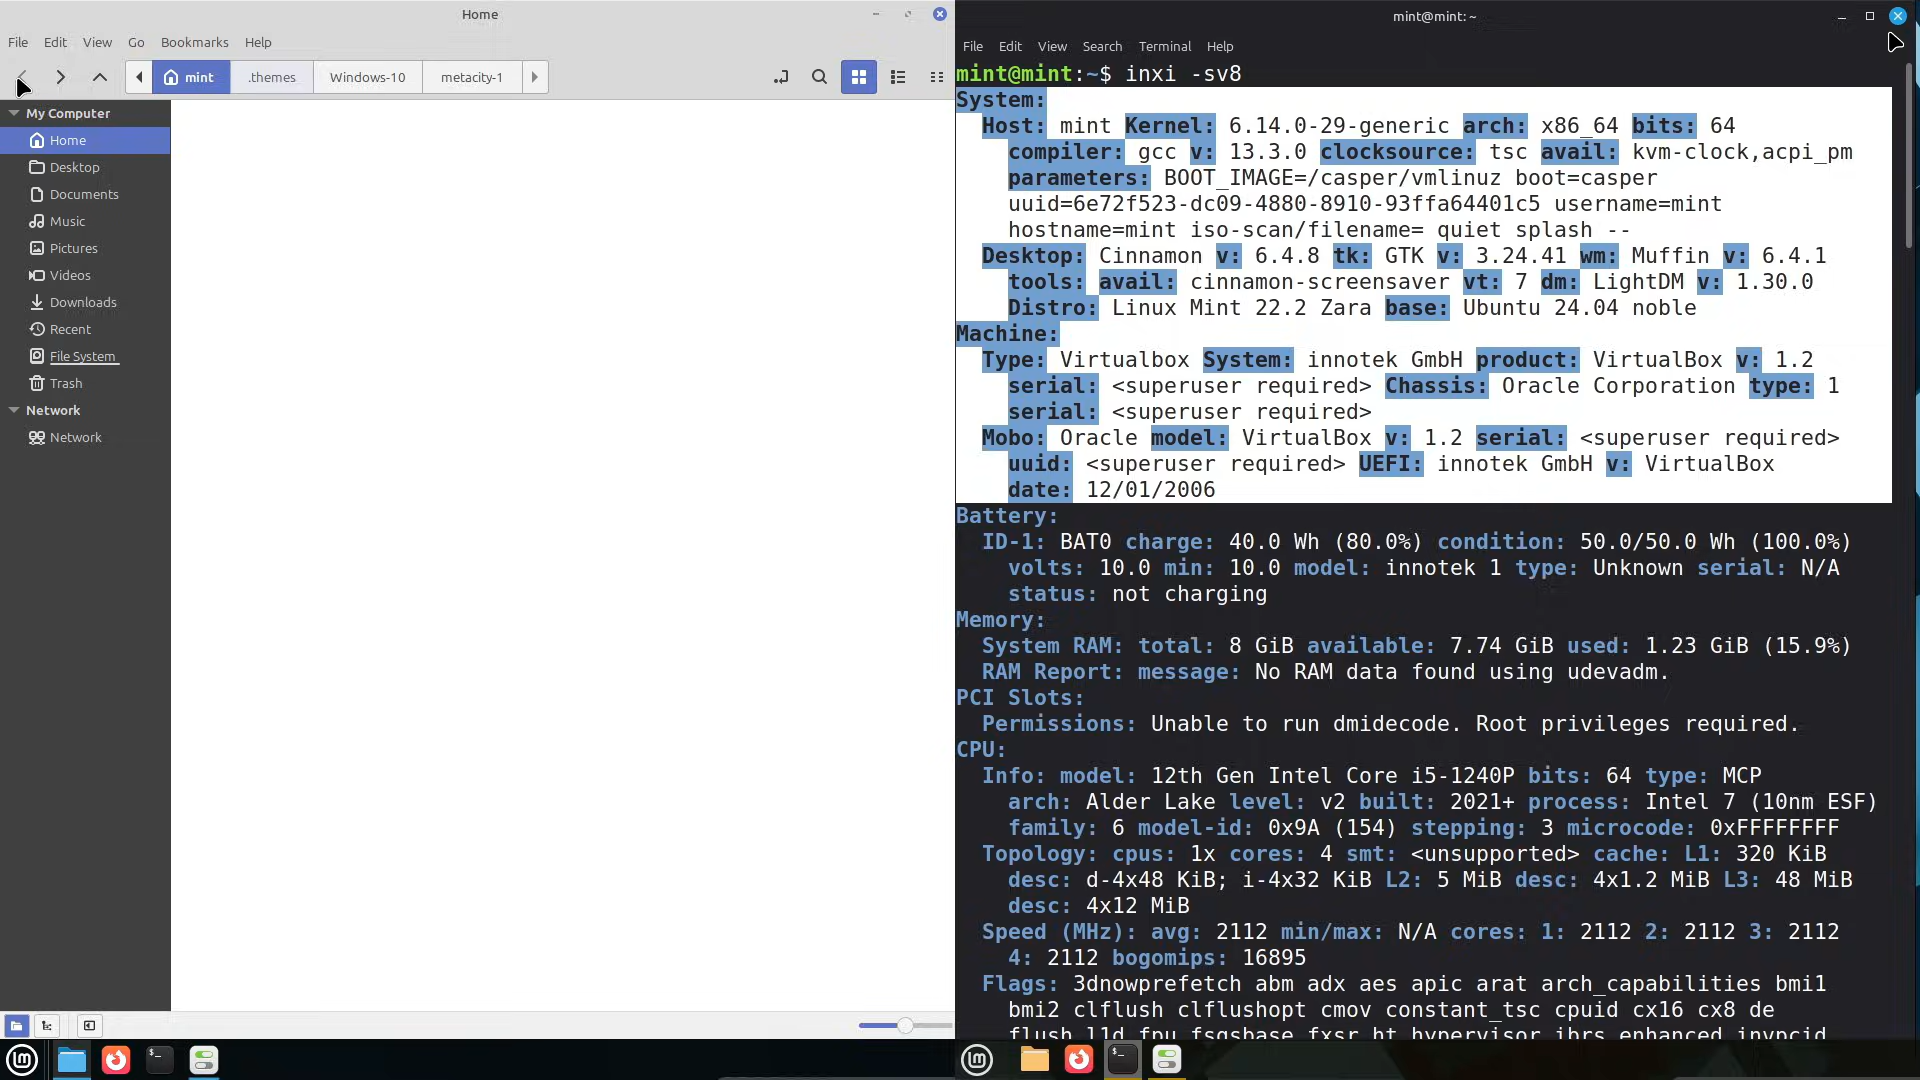 Home
File Edit View Go Bookmarks Help
mint .themes Windows-10 metacity-1
My Computer
Home
Desktop
Documents
Music
Pictures
Videos
Downloads
Recent
File System
Trash
Network
Network
mint@mint: ~
File Edit View Search Terminal Help
mint@mint:~$ inxi -sv8
System:
Host: mint Kernel: 6.14.0-29-generic arch: x86_64 bits: 64
compiler: gcc v: 13.3.0 clocksource: tsc avail: kvm-clock,acpi_pm
parameters: BOOT_IMAGE=/casper/vmlinuz boot=casper
uuid=6e72f523-dc09-4880-8910-93ffa64401c5 username=mint
hostname=mint iso-scan/filename= quiet splash --
Desktop: Cinnamon v: 6.4.8 tk: GTK v: 3.24.41 wm: Muffin v: 6.4.1
tools: avail: cinnamon-screensaver vt: 7 dm: LightDM v: 1.30.0
Distro: Linux Mint 22.2 Zara base: Ubuntu 24.04 noble
Machine:
Type: Virtualbox System: innotek GmbH product: VirtualBox v: 1.2
serial: <superuser required> Chassis: Oracle Corporation type: 1
serial: <superuser required>
Mobo: Oracle model: VirtualBox v: 1.2 serial: <superuser required>
uuid: <superuser required> UEFI: innotek GmbH v: VirtualBox
date: 12/01/2006
Battery:
ID-1: BAT0 charge: 40.0 Wh (80.0%) condition: 50.0/50.0 Wh (100.0%)
volts: 10.0 min: 10.0 model: innotek 1 type: Unknown serial: N/A
status: not charging
Memory:
System RAM: total: 8 GiB available: 7.74 GiB used: 1.23 GiB (15.9%)
RAM Report: message: No RAM data found using udevadm.
PCI Slots:
Permissions: Unable to run dmidecode. Root privileges required.
CPU:
Info: model: 12th Gen Intel Core i5-1240P bits: 64 type: MCP
arch: Alder Lake level: v2 built: 2021+ process: Intel 7 (10nm ESF)
family: 6 model-id: 0x9A (154) stepping: 3 microcode: 0xFFFFFFFF
Topology: cpus: 1x cores: 4 smt: <unsupported> cache: L1: 320 KiB
desc: d-4x48 KiB; i-4x32 KiB L2: 5 MiB desc: 4x1.2 MiB L3: 48 MiB
desc: 4x12 MiB
Speed (MHz): avg: 2112 min/max: N/A cores: 1: 2112 2: 2112 3: 2112
4: 2112 bogomips: 16895
Flags: 3dnowprefetch abm adx aes apic arat arch_capabilities bmi1
bmi2 clflush clflushopt cmov constant_tsc cpuid cx16 cx8 de
flush_l1d fpu fsgsbase fxsr ht hypervisor ibrs_enhanced invpcid